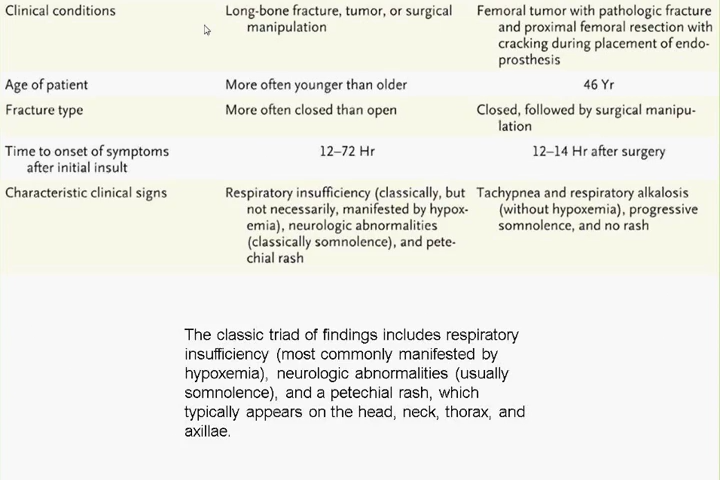 Clinical conditions
Long-bone fracture, tumor, or surgical
manipulation
Femoral tumor with pathologic fracture
and proximal femoral resection with
cracking during placement of endo-
prosthesis
Age of patient
More often younger than older
46 Yr
Fracture type
More often closed than open
Closed, followed by surgical manipu-
lation
Time to onset of symptoms
after initial insult
12–72 Hr
12–14 Hr after surgery
Characteristic clinical signs
Respiratory insufficiency (classically, but
not necessarily, manifested by hypox-
emia), neurologic abnormalities
(classically somnolence), and pete-
chial rash
Tachypnea and respiratory alkalosis
(without hypoxemia), progressive
somnolence, and no rash
The classic triad of findings includes respiratory
insufficiency (most commonly manifested by
hypoxemia), neurologic abnormalities (usually
somnolence), and a petechial rash, which
typically appears on the head, neck, thorax, and
axillae.